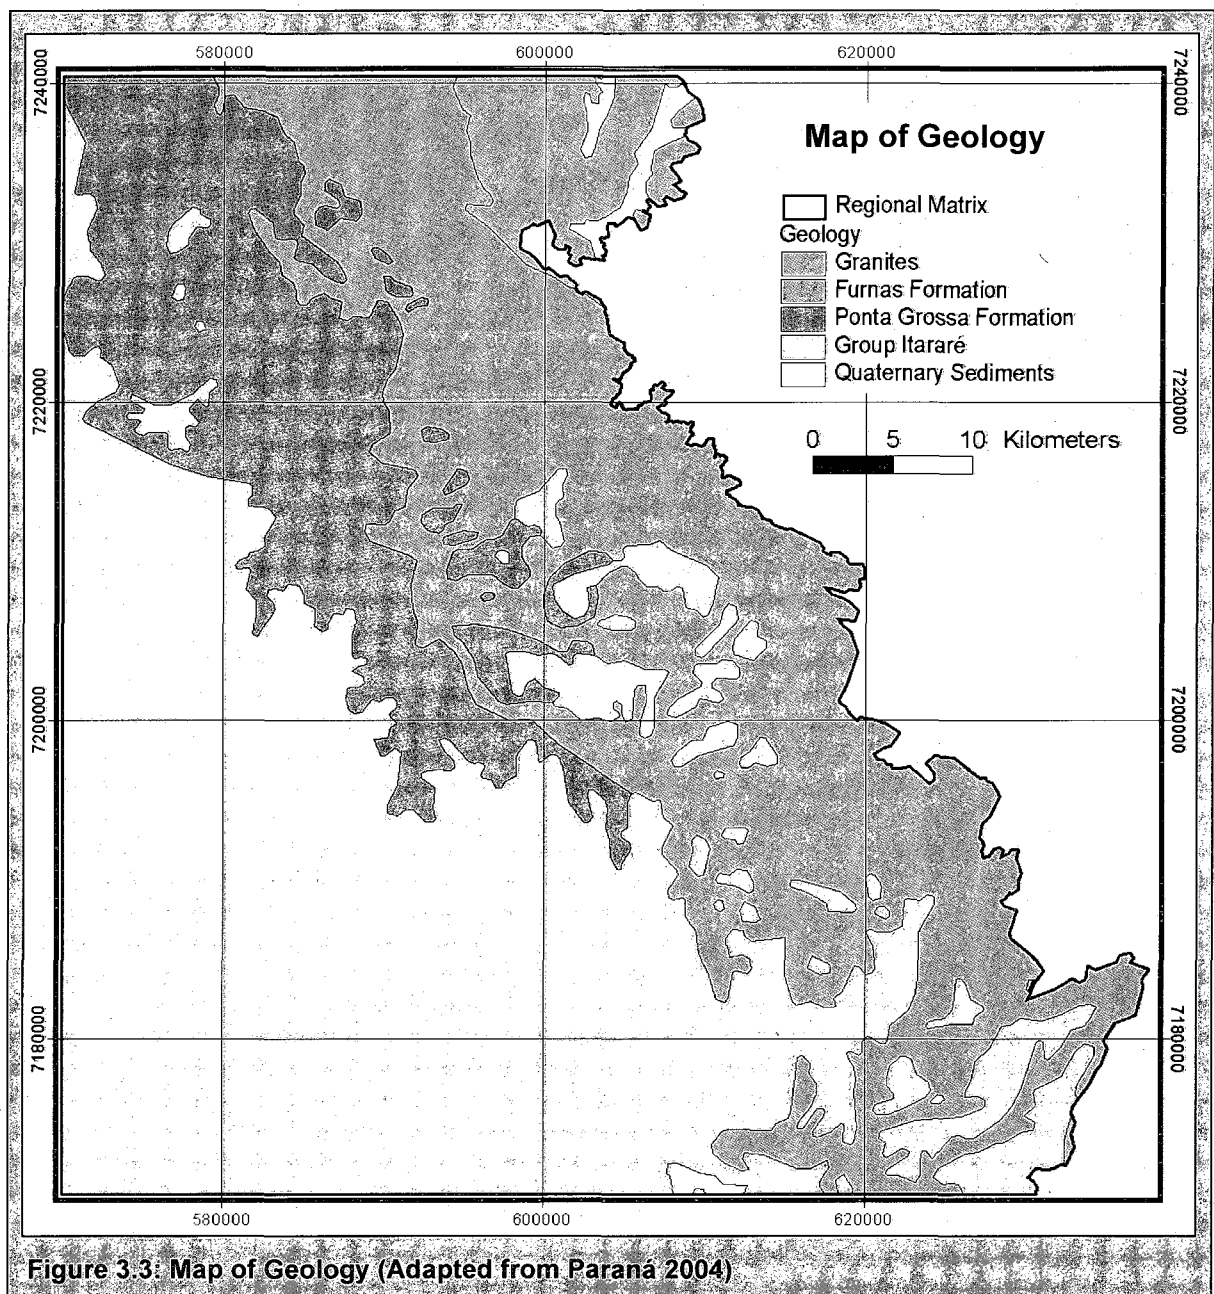 580000 600000 620000
7240000 7240000
Map of Geology
Regional Matrix
Geology
Granites
Furnas Formation
Ponta Grossa Formation
Group Itararé
Quaternary Sediments
7220000 7220000
0 5 10 Kilometers
7200000 7200000
7180000 7180000
580000 600000 620000
Figure 3.3: Map of Geology (Adapted from Paraná 2004)